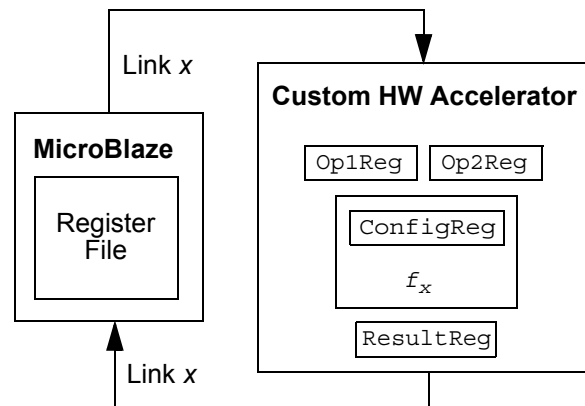 Link x
Custom HW Accelerator
MicroBlaze
Op1Reg Op2Reg
Register
File
ConfigReg
fx
ResultReg
Link x